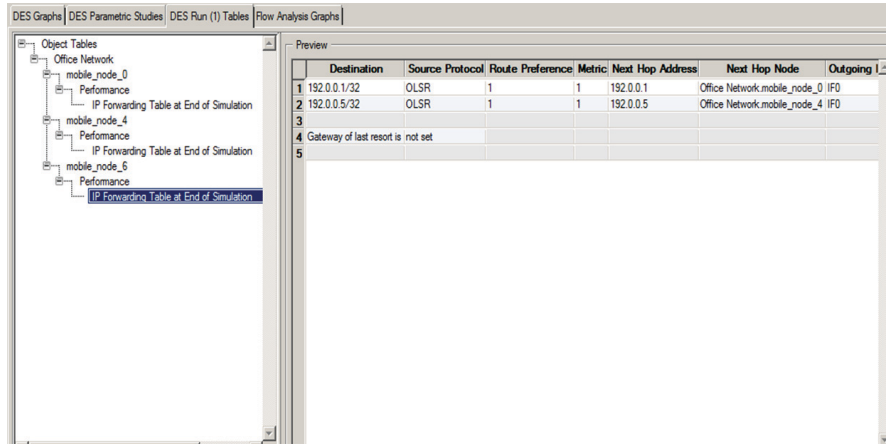 DES Graphs DES Parametric Studies DES Run (1) Tables Flow Analysis Graphs
Object Tables
Office Network
mobile_node_0
Performance
IP Forwarding Table at End of Simulation
mobile_node_4
Performance
IP Forwarding Table at End of Simulation
mobile_node_6
Performance
IP Forwarding Table at End of Simulation
Preview
Destination Source Protocol Route Preference Metric Next Hop Address Next Hop Node Outgoing
1 192.0.0.1/32 OLSR 1 1 192.0.0.1 Office Network.mobile_node_0 IF0
2 192.0.0.5/32 OLSR 1 1 192.0.0.5 Office Network.mobile_node_4 IF0
3
4 Gateway of last resort is not set
5